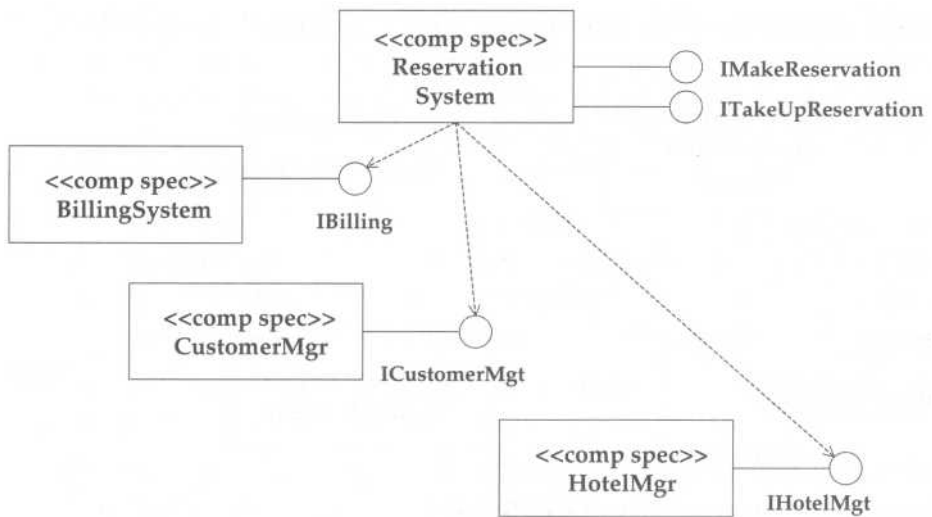 <<comp spec>>
Reservation
System
IMakeReservation
ITakeUpReservation
<<comp spec>>
BillingSystem
IBilling
<<comp spec>>
CustomerMgr
ICustomerMgt
<<comp spec>>
HotelMgr
IHotelMgt